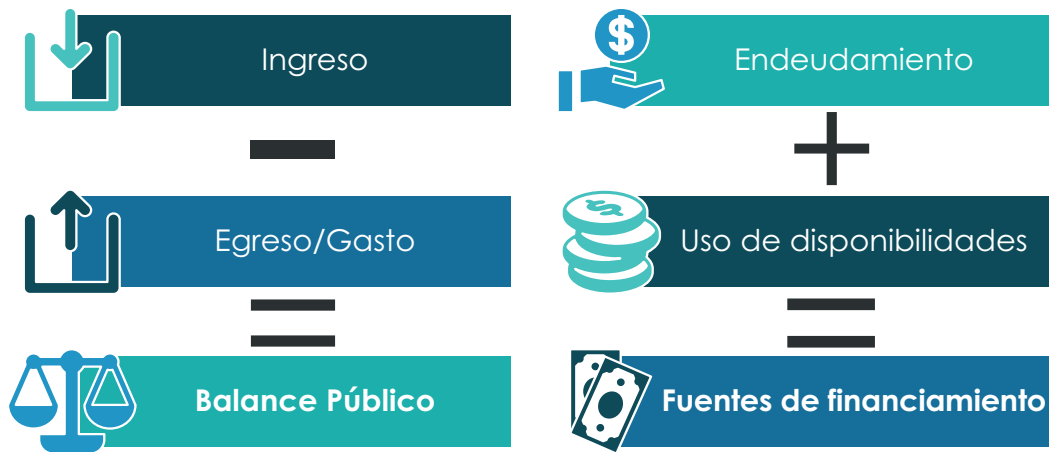 Ingreso
Egreso/Gasto
Balance Público
$
Endeudamiento
+
$
Uso de disponibilidades
=
Fuentes de financiamiento